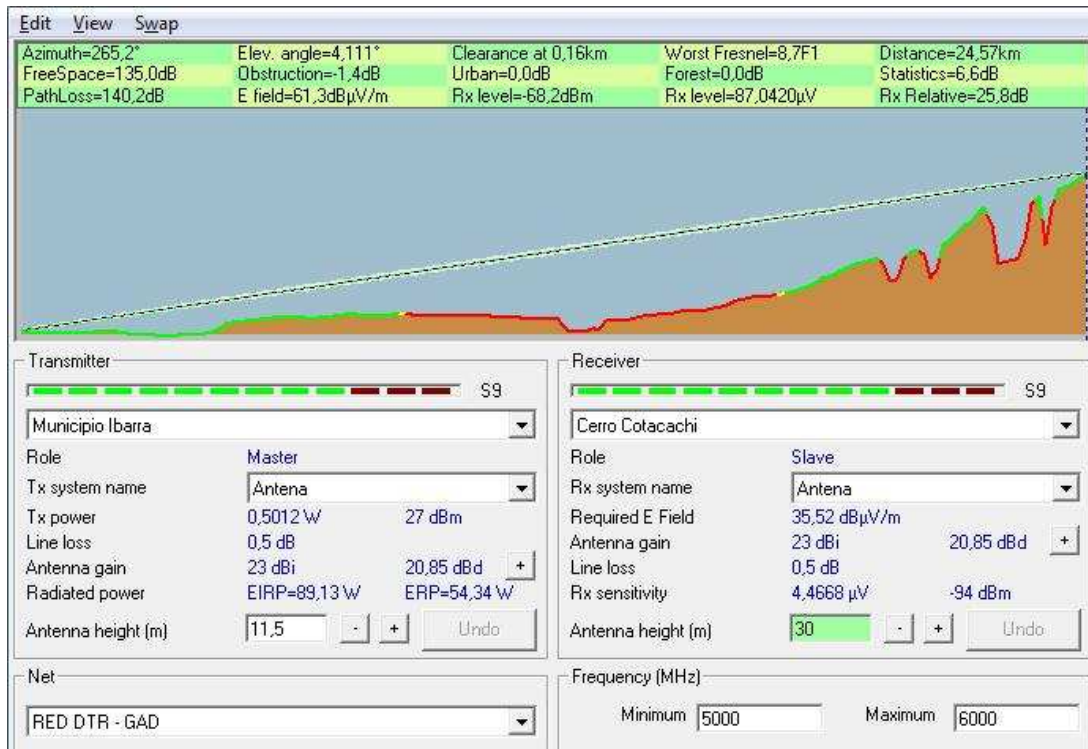 Edit View Swap
Azimuth=265,2° Elev. angle=4,111° Clearance at 0,16km Worst Fresnel=8,7F1 Distance=24,57km
FreeSpace=135,0dB Obstruction=-1,4dB Urban=0,0dB Forest=0,0dB Statistics=6,6dB
PathLoss=140,2dB E field=61,3dBµV/m Rx level=-68,2dBm Rx level=87,0420µV Rx Relative=25,8dB
Transmitter
S9
Municipio Ibarra
Role Master
Tx system name Antena
Tx power 0,5012 W 27 dBm
Line loss 0,5 dB
Antenna gain 23 dBi 20,85 dBd +
Radiated power EIRP=89,13 W ERP=54,34 W
Antenna height (m) 11,5 - + Undo
Net
RED DTR - GAD
Receiver
S9
Cerro Cotacachi
Role Slave
Rx system name Antena
Required E Field 35,52 dBµV/m
Antenna gain 23 dBi 20,85 dBd +
Line loss 0,5 dB
Rx sensitivity 4,4668 µV -94 dBm
Antenna height (m) 30 - + Undo
Frequency (MHz)
Minimum 5000 Maximum 6000